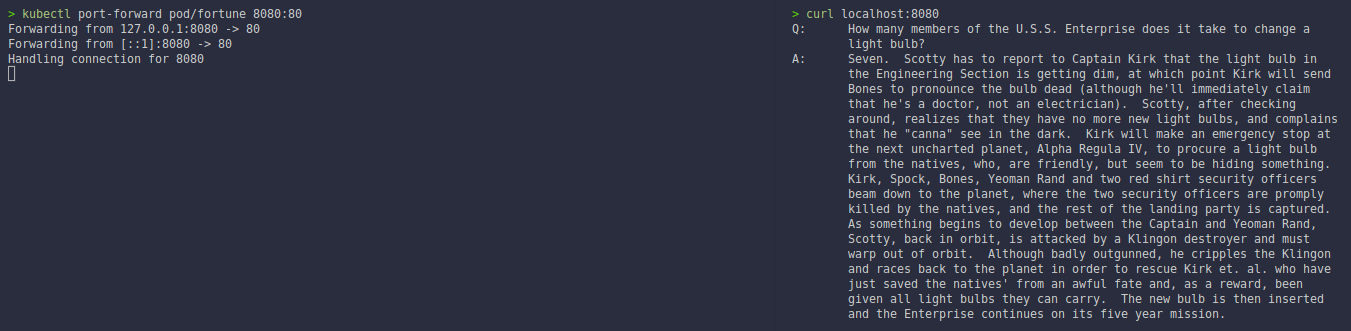 > kubectl port-forward pod/fortune 8080:80
Forwarding from 127.0.0.1:8080 -> 80
Forwarding from [::1]:8080 -> 80
Handling connection for 8080
> curl localhost:8080
Q:      How many members of the U.S.S. Enterprise does it take to change a
        light bulb?
A:      Seven.  Scotty has to report to Captain Kirk that the light bulb in
        the Engineering Section is getting dim, at which point Kirk will send
        Bones to pronounce the bulb dead (although he'll immediately claim
        that he's a doctor, not an electrician).  Scotty, after checking
        around, realizes that they have no more new light bulbs, and complains
        that he "canna" see in the dark.  Kirk will make an emergency stop at
        the next uncharted planet, Alpha Regula IV, to procure a light bulb
        from the natives, who, are friendly, but seem to be hiding something.
        Kirk, Spock, Bones, Yeoman Rand and two red shirt security officers
        beam down to the planet, where the two security officers are promply
        killed by the natives, and the rest of the landing party is captured.
        As something begins to develop between the Captain and Yeoman Rand,
        Scotty, back in orbit, is attacked by a Klingon destroyer and must
        warp out of orbit.  Although badly outgunned, he cripples the Klingon
        and races back to the planet in order to rescue Kirk et. al. who have
        just saved the natives' from an awful fate and, as a reward, been
        given all light bulbs they can carry.  The new bulb is then inserted
        and the Enterprise continues on its five year mission.